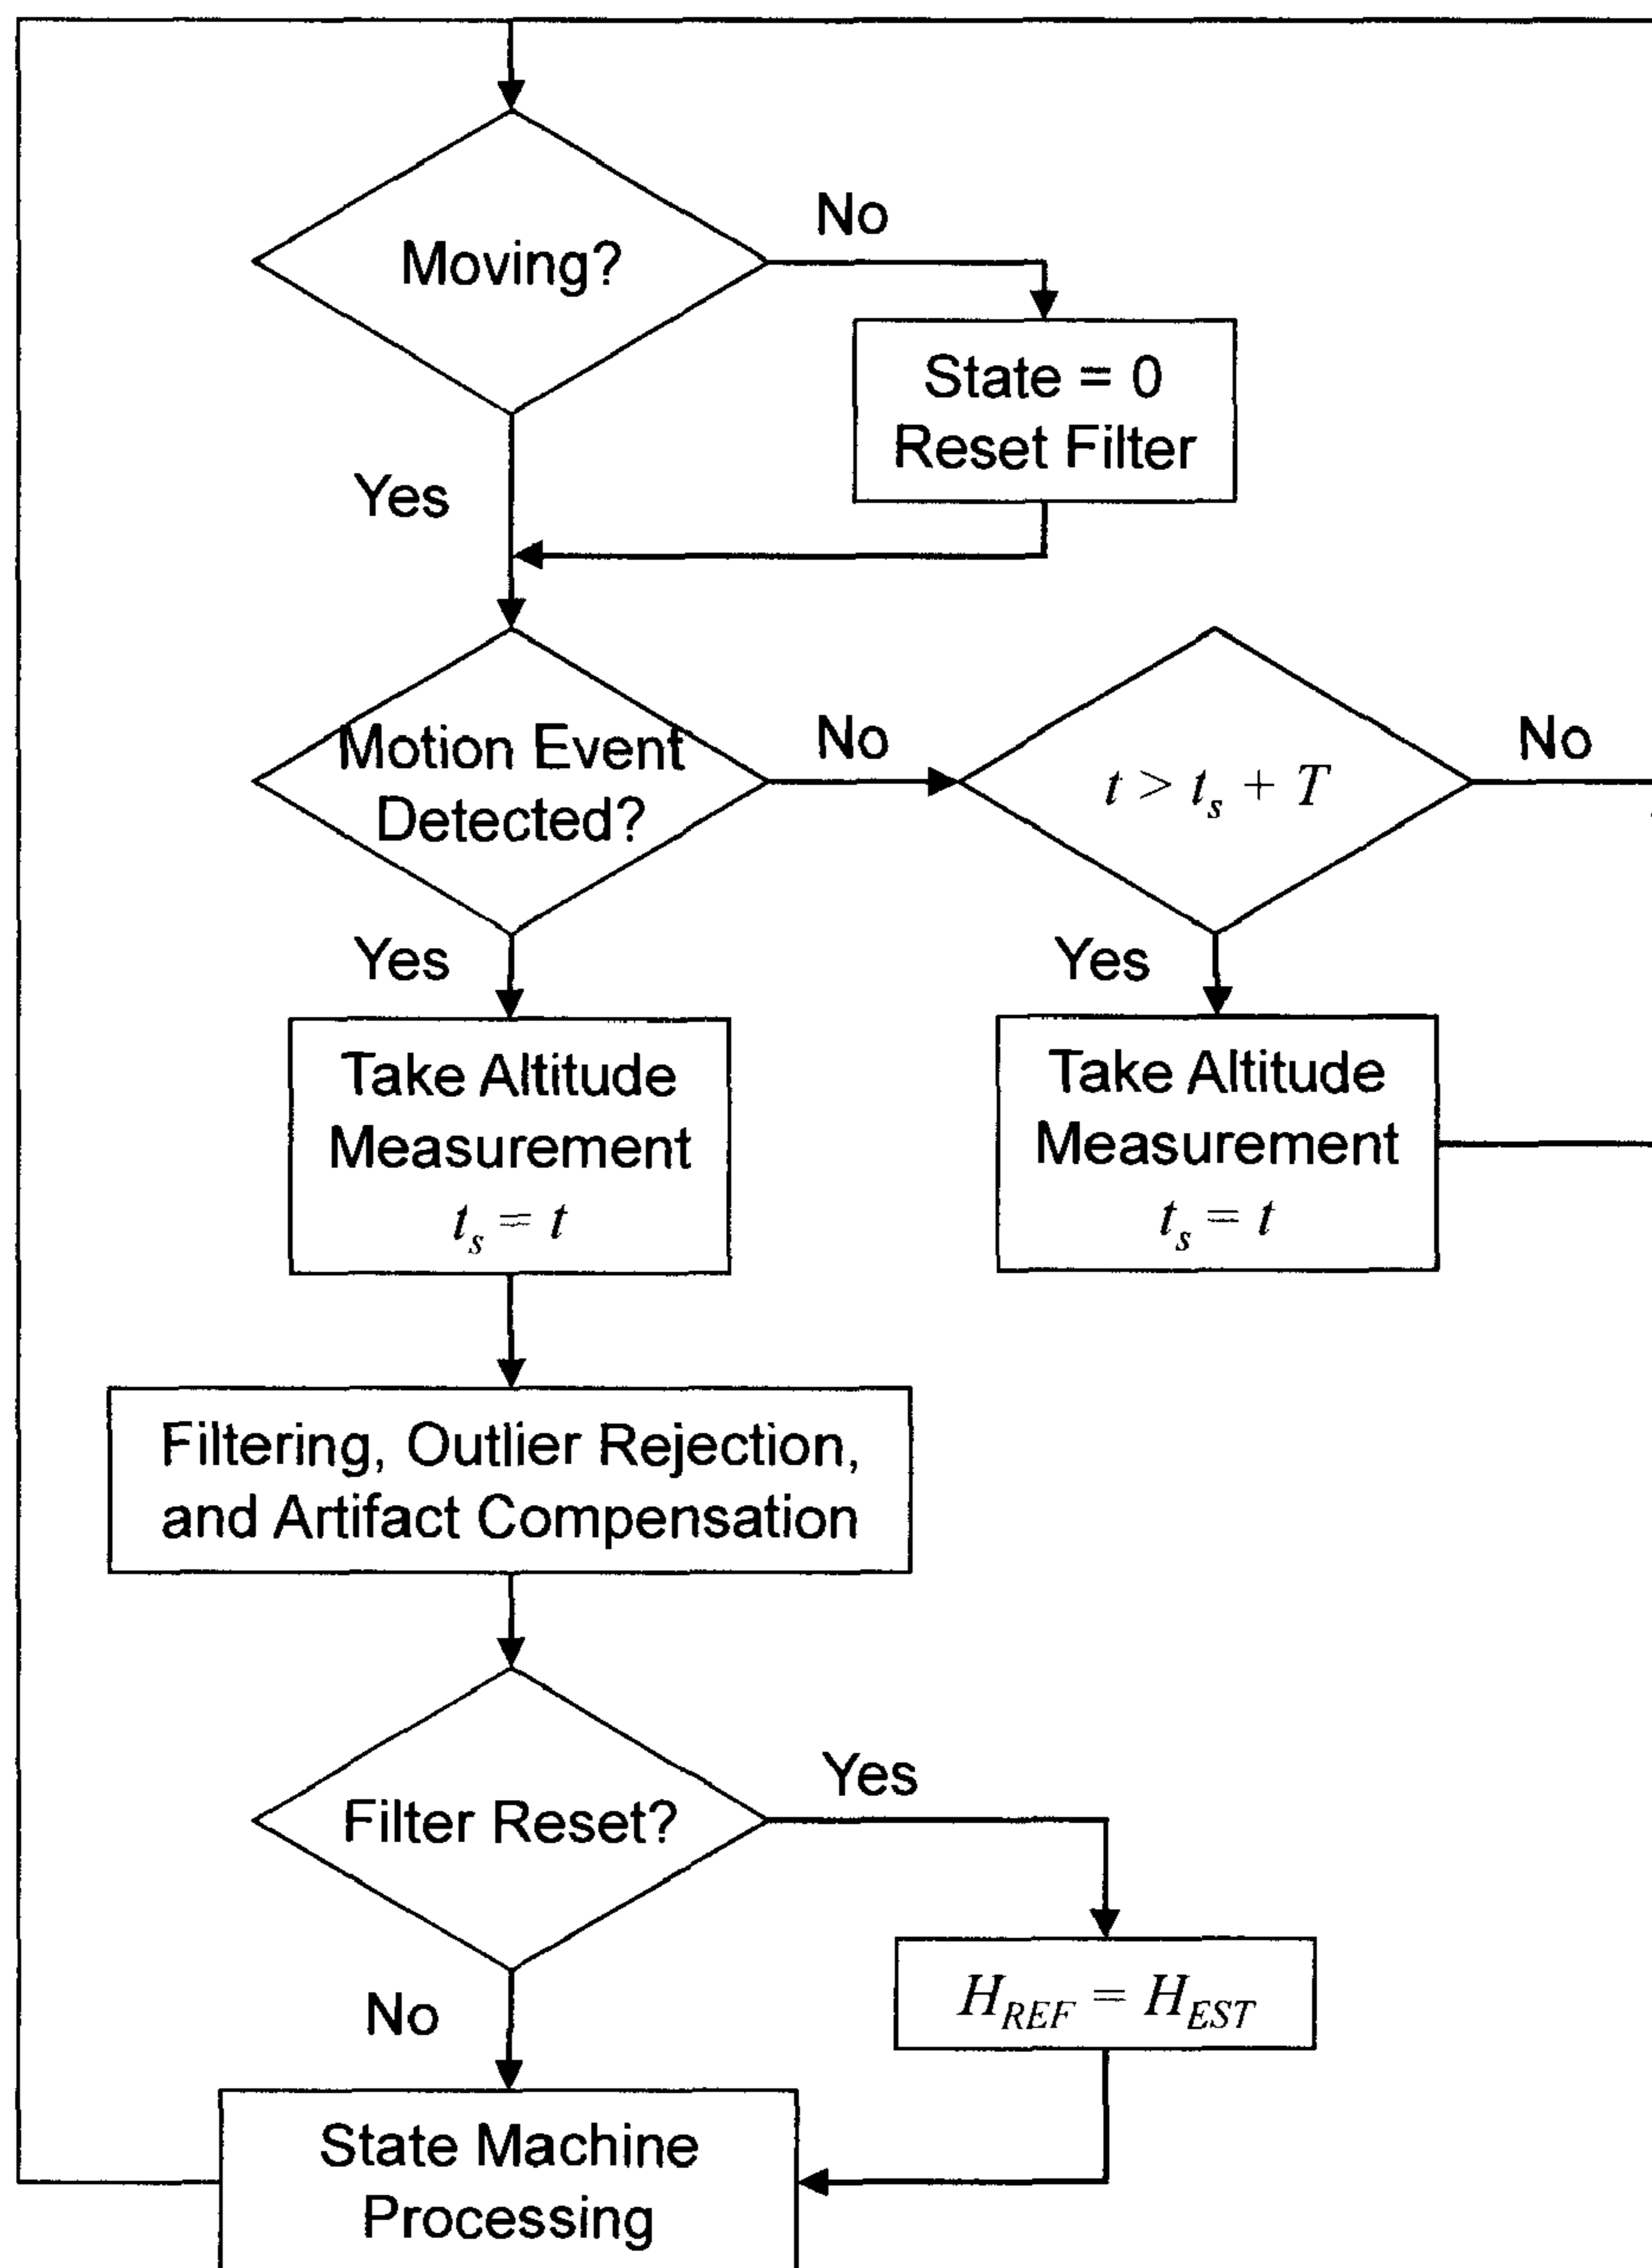 Moving?
No
State = 0
Reset Filter
Yes
Motion Event
Detected?
No
t > t_s + T
No
Yes
Take Altitude
Measurement
t_s = t
Yes
Take Altitude
Measurement
t_s = t
Filtering, Outlier Rejection,
and Artifact Compensation
Filter Reset?
Yes
H_REF = H_EST
No
State Machine
Processing